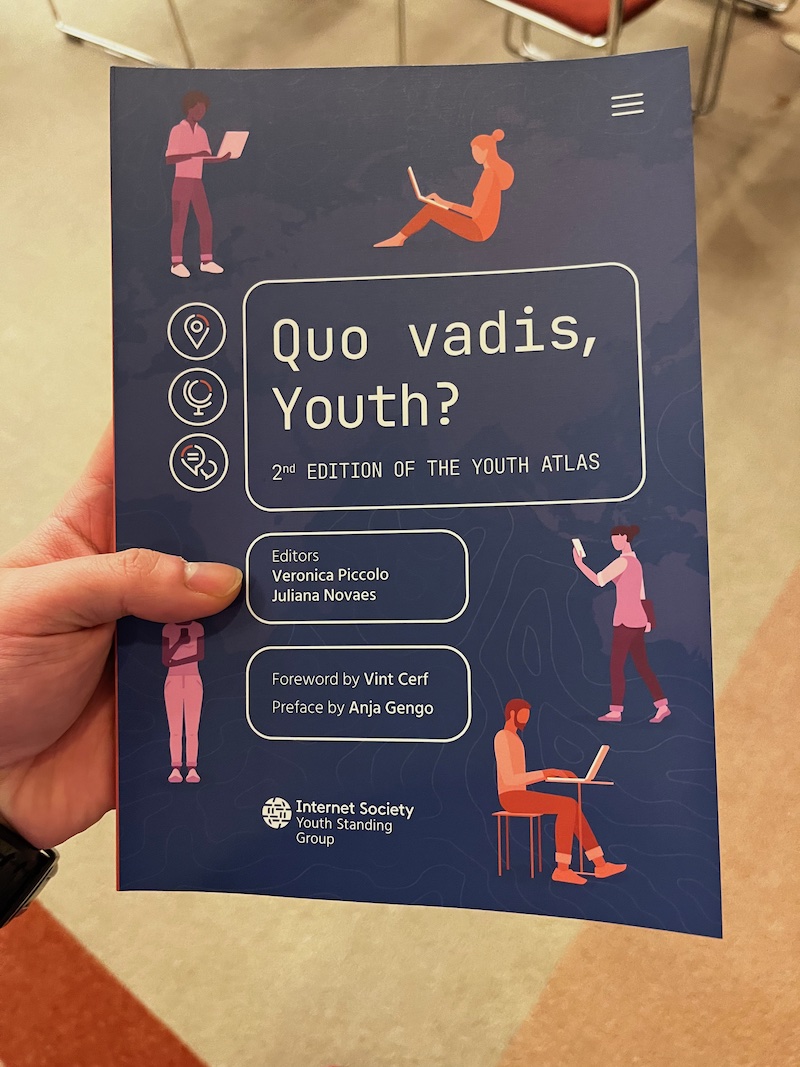 Quo vadis,
Youth?
2nd EDITION OF THE YOUTH ATLAS
Editors
Veronica Piccolo
Juliana Novaes
Foreword by Vint Cerf
Preface by Anja Gengo
Internet Society
Youth Standing
Group